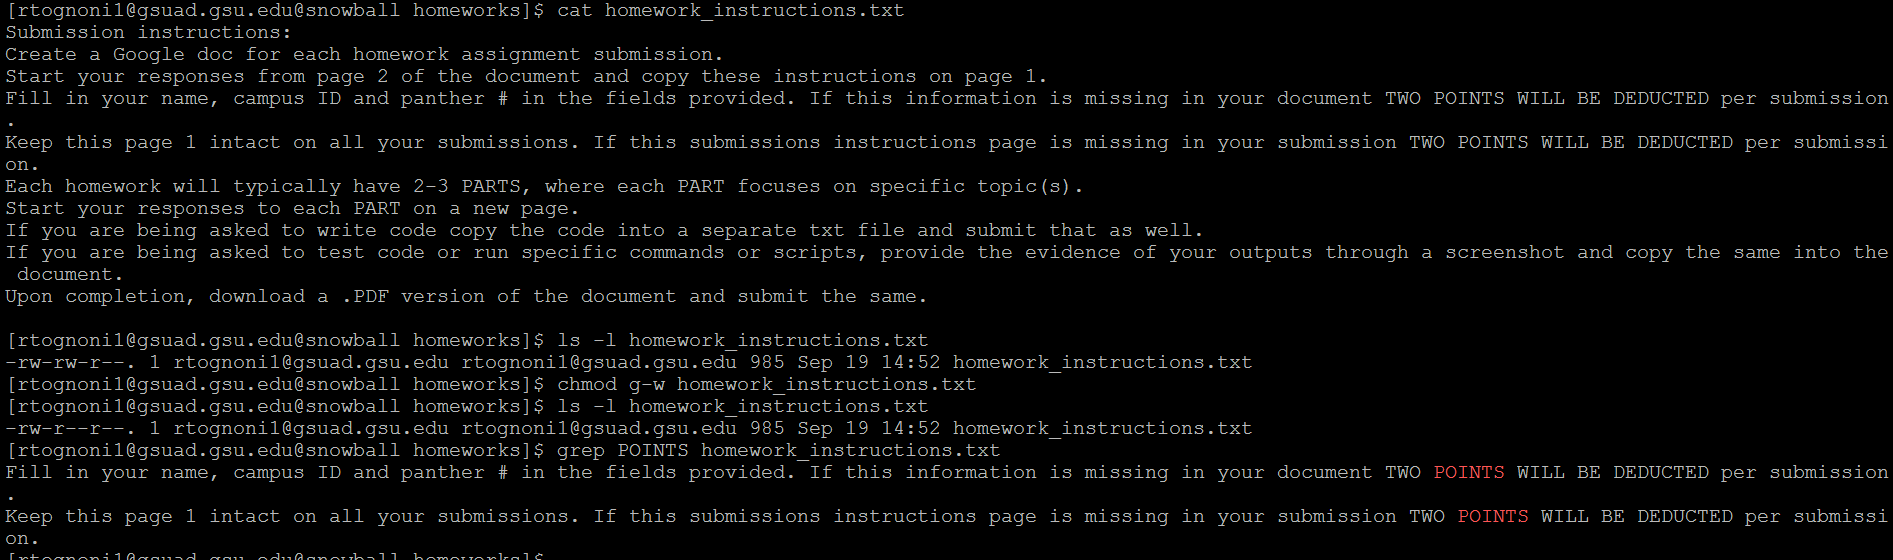 [rtognoni1@gsuad.gsu.edu@snowball homeworks]$ cat homework_instructions.txt
Submission instructions:
Create a Google doc for each homework assignment submission.
Start your responses from page 2 of the document and copy these instructions on page 1.
Fill in your name, campus ID and panther # in the fields provided. If this information is missing in your document TWO POINTS WILL BE DEDUCTED per submission
.
Keep this page 1 intact on all your submissions. If this submissions instructions page is missing in your submission TWO POINTS WILL BE DEDUCTED per submissi
on.
Each homework will typically have 2-3 PARTS, where each PART focuses on specific topic(s).
Start your responses to each PART on a new page.
If you are being asked to write code copy the code into a separate txt file and submit that as well.
If you are being asked to test code or run specific commands or scripts, provide the evidence of your outputs through a screenshot and copy the same into the
 document.
Upon completion, download a .PDF version of the document and submit the same.

[rtognoni1@gsuad.gsu.edu@snowball homeworks]$ ls -l homework_instructions.txt
-rw-rw-r--. 1 rtognoni1@gsuad.gsu.edu rtognoni1@gsuad.gsu.edu 985 Sep 19 14:52 homework_instructions.txt
[rtognoni1@gsuad.gsu.edu@snowball homeworks]$ chmod g-w homework_instructions.txt
[rtognoni1@gsuad.gsu.edu@snowball homeworks]$ ls -l homework_instructions.txt
-rw-r--r--. 1 rtognoni1@gsuad.gsu.edu rtognoni1@gsuad.gsu.edu 985 Sep 19 14:52 homework_instructions.txt
[rtognoni1@gsuad.gsu.edu@snowball homeworks]$ grep POINTS homework_instructions.txt
Fill in your name, campus ID and panther # in the fields provided. If this information is missing in your document TWO POINTS WILL BE DEDUCTED per submission
.
Keep this page 1 intact on all your submissions. If this submissions instructions page is missing in your submission TWO POINTS WILL BE DEDUCTED per submissi
on.
[rtognoni1@gsuad.gsu.edu@snowball homeworks]$